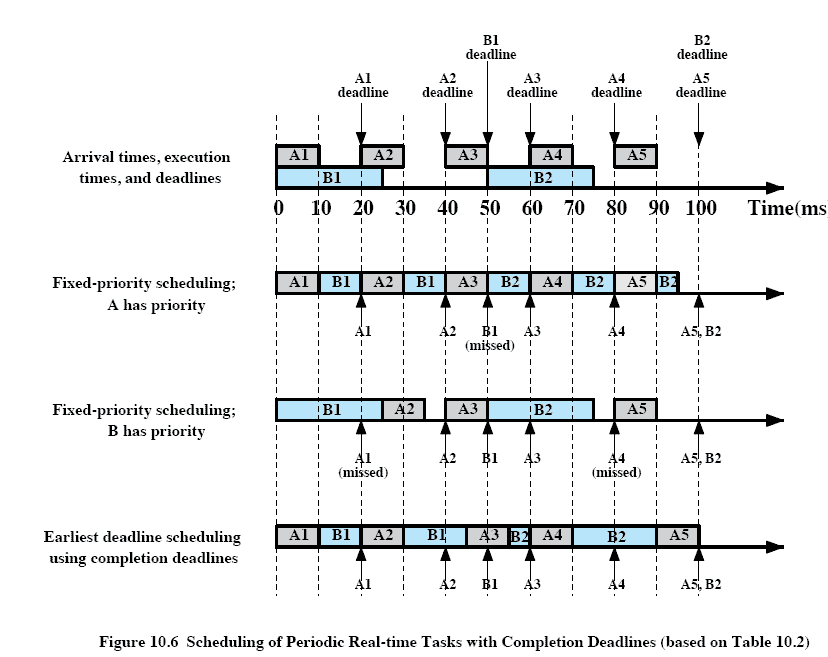 B1
deadline
B2
deadline
A1
deadline
A2
deadline
A3
deadline
A4
deadline
A5
deadline
Arrival times, execution
times, and deadlines
A1 A2 A3 A4 A5
B1 B2
0 10 20 30 40 50 60 70 80 90 100 Time(ms
Fixed-priority scheduling;
A has priority
A1 B1 A2 B1 A3 B2 A4 B2 A5 B2
A1 A2 B1 A3 A4 A5, B2
(missed)
Fixed-priority scheduling;
B has priority
B1 A2 A3 B2 A5
A1 A2 B1 A3 A4 A5, B2
(missed) (missed)
Earliest deadline scheduling
using completion deadlines
A1 B1 A2 B1 A3 B2 A4 B2 A5
A1 A2 B1 A3 A4 A5, B2
Figure 10.6 Scheduling of Periodic Real-time Tasks with Completion Deadlines (based on Table 10.2)